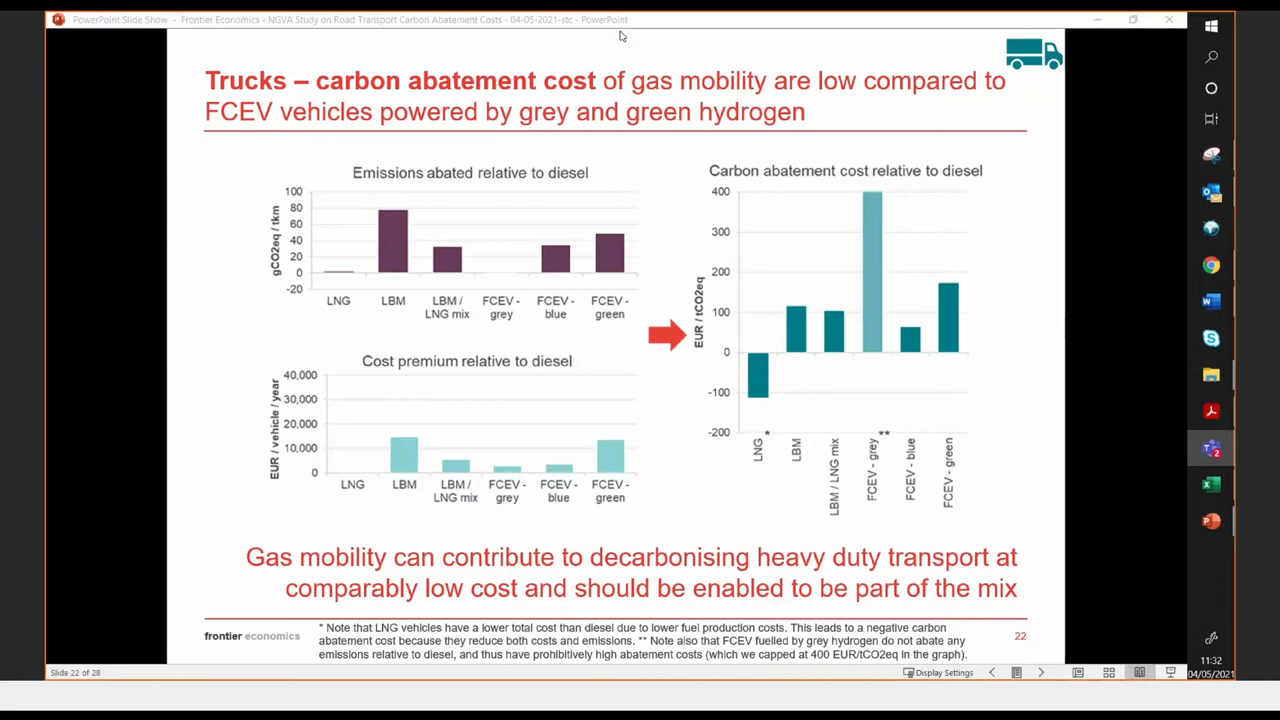 PowerPoint Slide Show - Frontier Economics - NGVA Study on Road Transport Carbon Abatement Costs - 04-05-2021-stc - PowerPoint
Trucks – carbon abatement cost of gas mobility are low compared to
FCEV vehicles powered by grey and green hydrogen
Emissions abated relative to diesel
gCO2eq / tkm
100
80
60
40
20
0
-20
LNG
LBM
LBM /
LNG mix
FCEV -
grey
FCEV -
blue
FCEV -
green
Cost premium relative to diesel
EUR / vehicle / year
40,000
30,000
20,000
10,000
0
LNG
LBM
LBM /
LNG mix
FCEV -
grey
FCEV -
blue
FCEV -
green
Carbon abatement cost relative to diesel
EUR / tCO2eq
400
300
200
100
0
-100
-200
LNG *
LBM
LBM / LNG mix
FCEV - grey **
FCEV - blue
FCEV - green
Gas mobility can contribute to decarbonising heavy duty transport at
comparably low cost and should be enabled to be part of the mix
frontier economics
* Note that LNG vehicles have a lower total cost than diesel due to lower fuel production costs. This leads to a negative carbon
abatement cost because they reduce both costs and emissions. ** Note also that FCEV fuelled by grey hydrogen do not abate any
emissions relative to diesel, and thus have prohibitively high abatement costs (which we capped at 400 EUR/tCO2eq in the graph).
22
Slide 22 of 28
Display Settings
11:32
04/05/2021